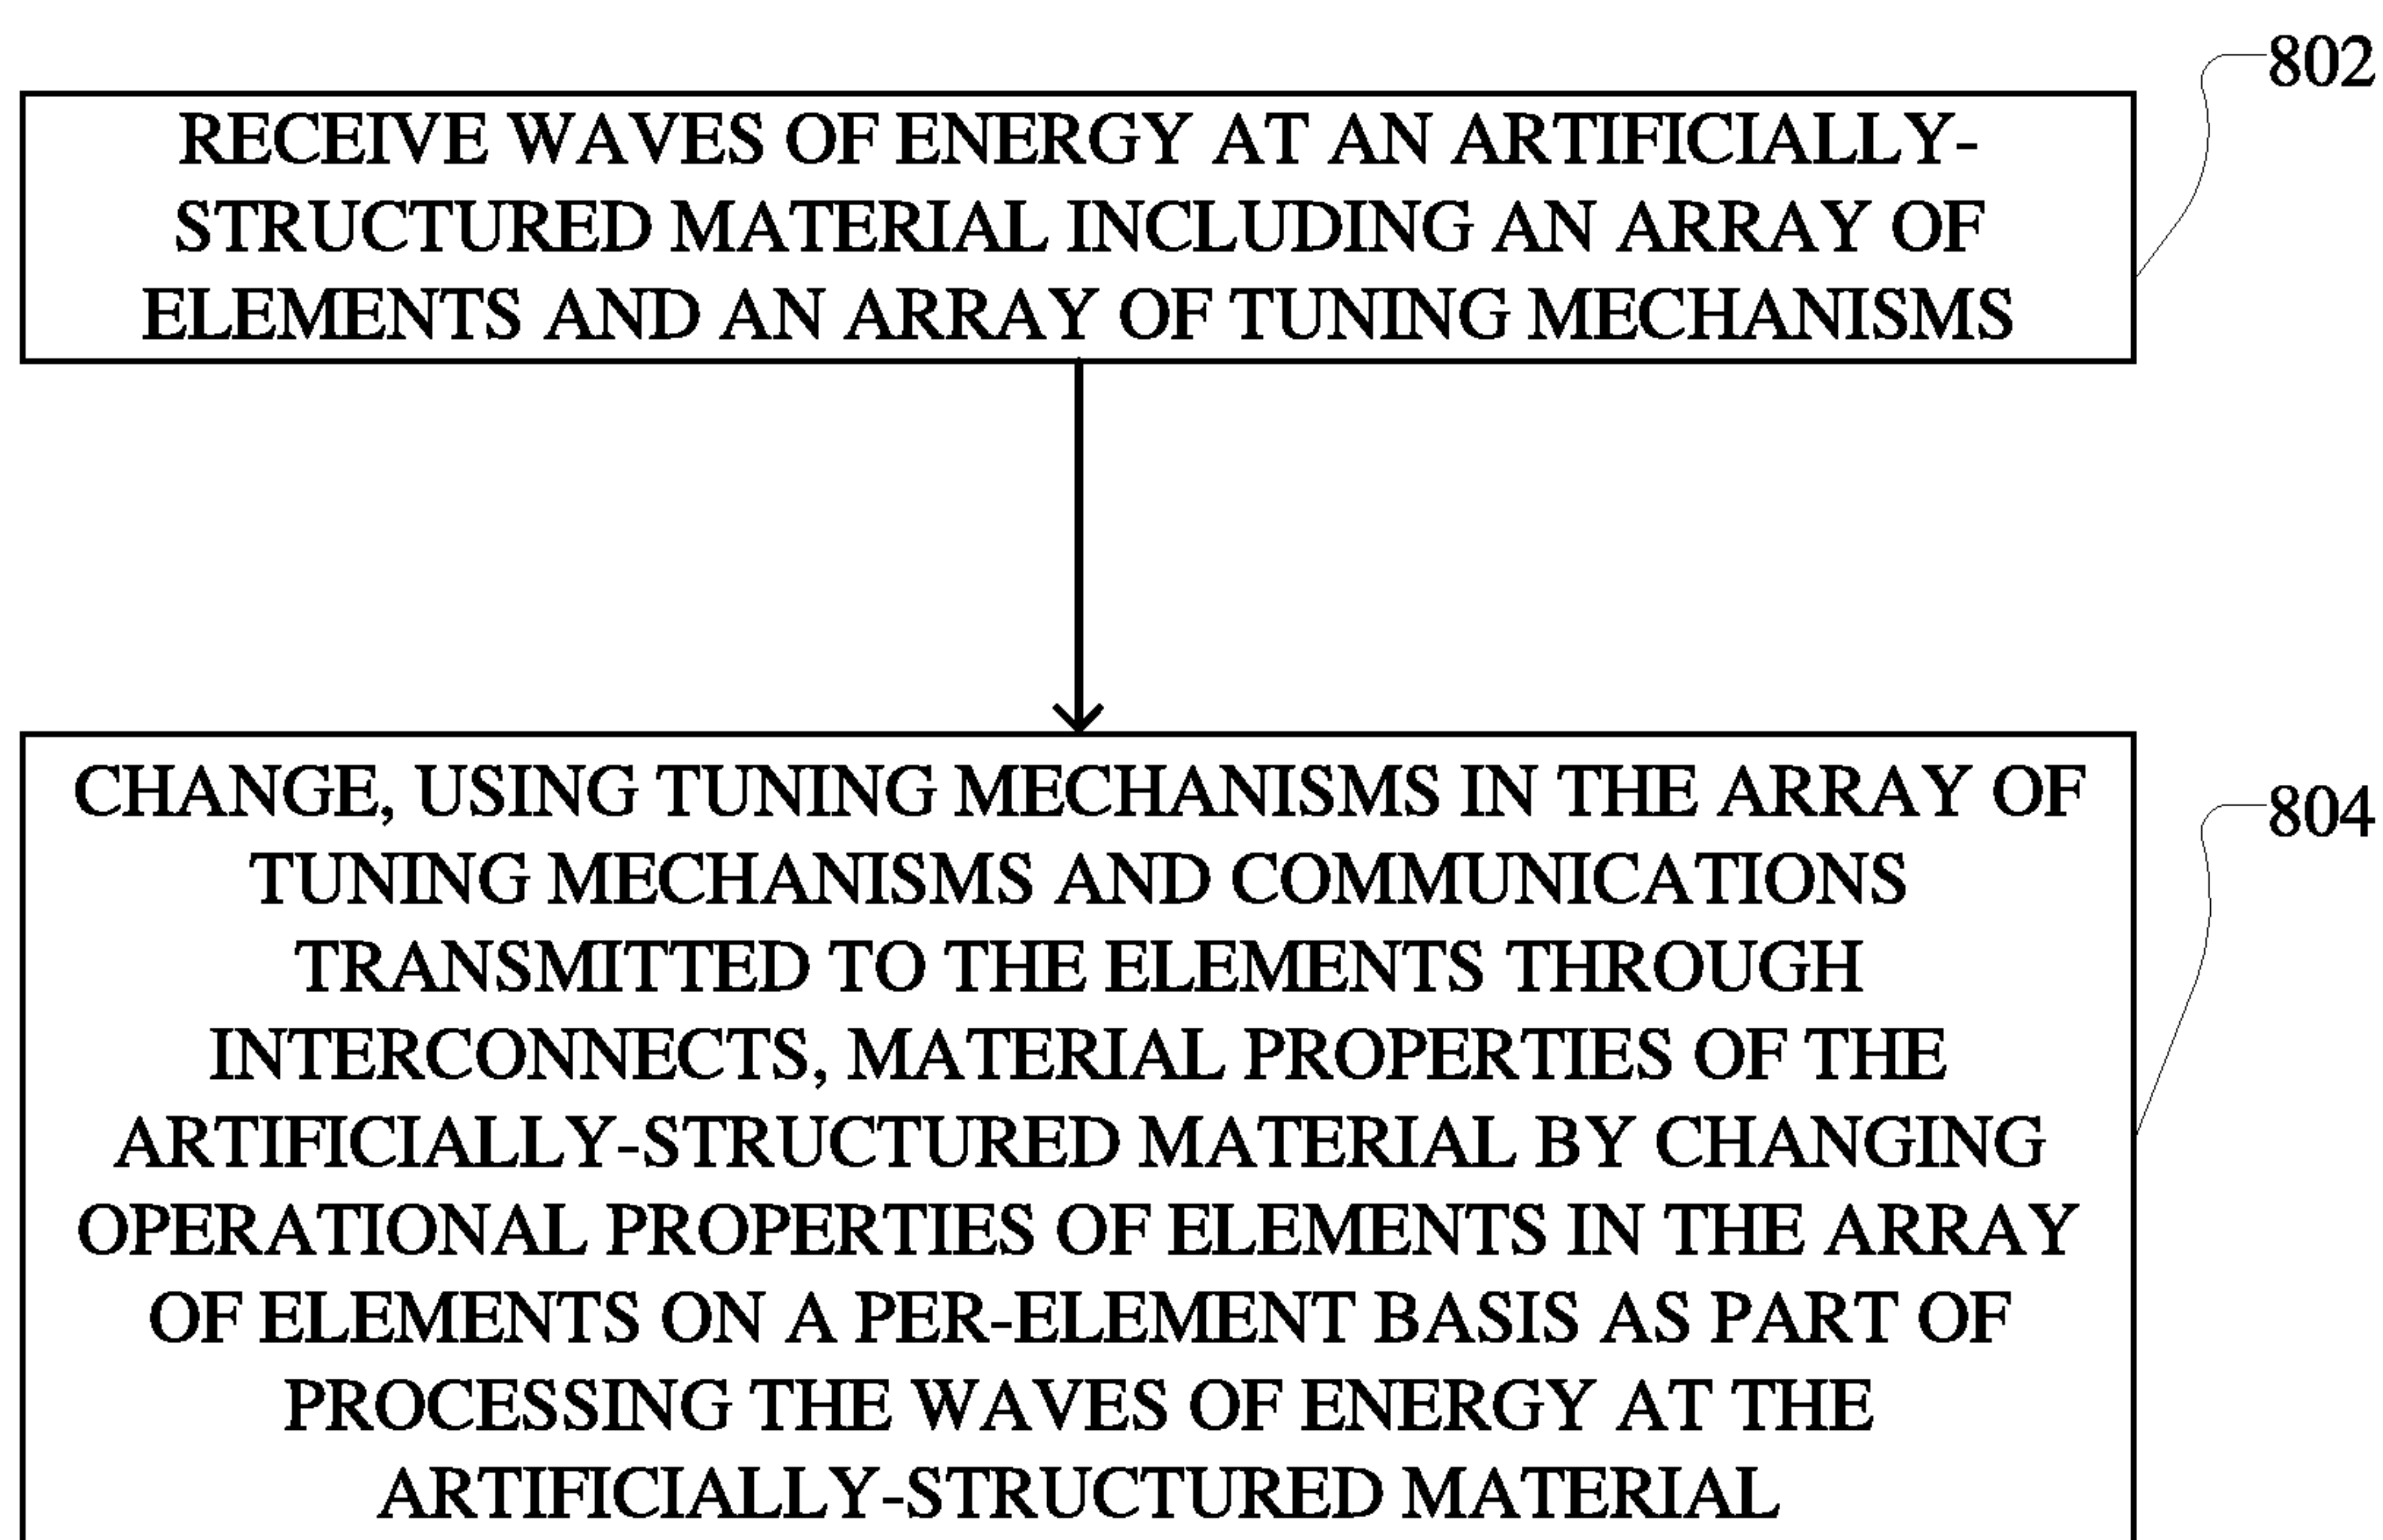 802
RECEIVE WAVES OF ENERGY AT AN ARTIFICIALLY-
STRUCTURED MATERIAL INCLUDING AN ARRAY OF
ELEMENTS AND AN ARRAY OF TUNING MECHANISMS
804
CHANGE, USING TUNING MECHANISMS IN THE ARRAY OF
TUNING MECHANISMS AND COMMUNICATIONS
TRANSMITTED TO THE ELEMENTS THROUGH
INTERCONNECTS, MATERIAL PROPERTIES OF THE
ARTIFICIALLY-STRUCTURED MATERIAL BY CHANGING
OPERATIONAL PROPERTIES OF ELEMENTS IN THE ARRAY
OF ELEMENTS ON A PER-ELEMENT BASIS AS PART OF
PROCESSING THE WAVES OF ENERGY AT THE
ARTIFICIALLY-STRUCTURED MATERIAL